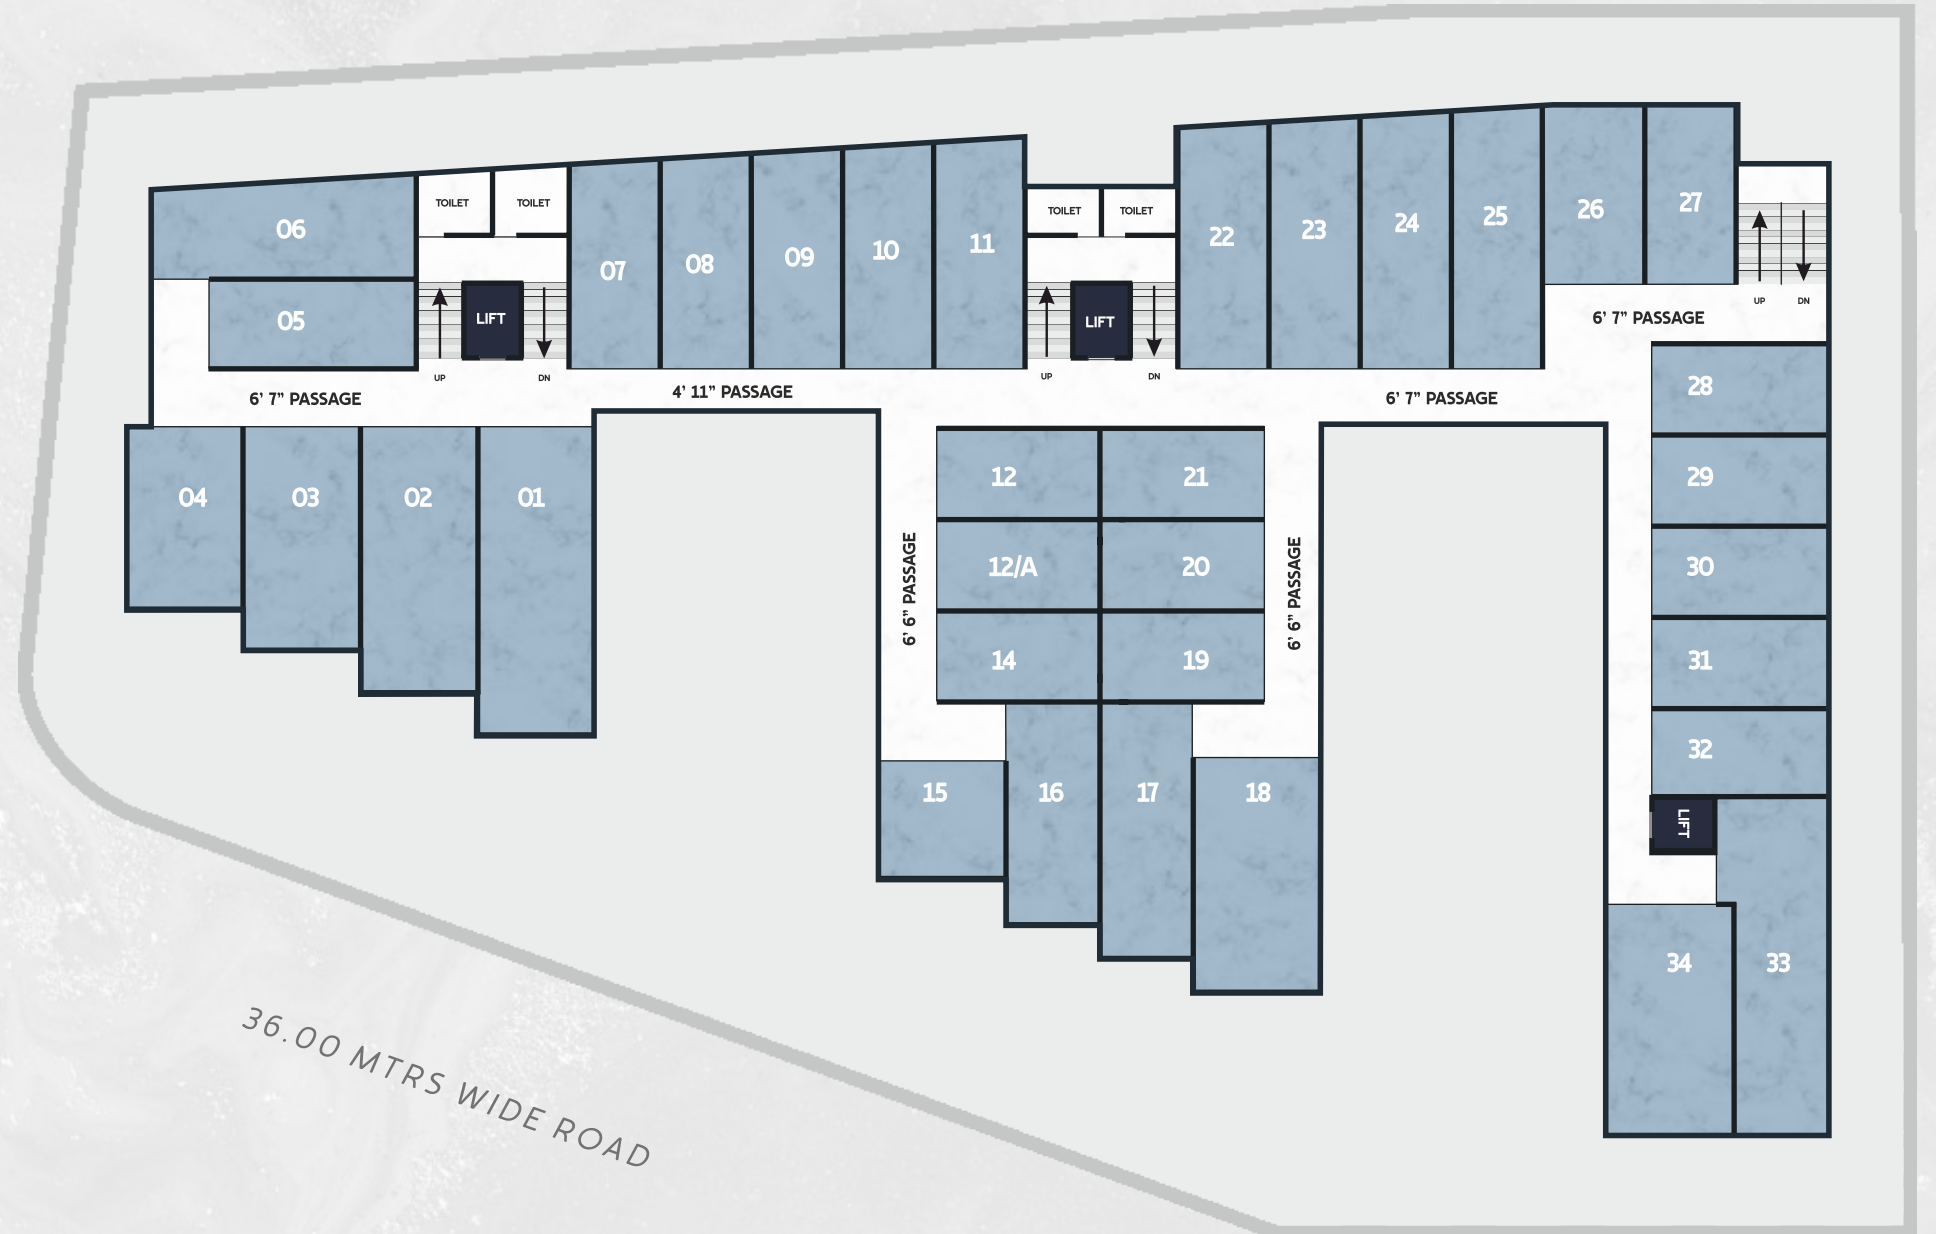 06
TOILET
TOILET
07
08
09
10
11
TOILET
TOILET
22
23
24
25
26
27
05
LIFT
LIFT
UP
DN
6' 7” PASSAGE
UP
DN
UP
DN
6' 7” PASSAGE
4' 11” PASSAGE
6' 7” PASSAGE
28
04
03
02
01
12
21
29
6' 6” PASSAGE
12/A
20
6' 6” PASSAGE
30
14
19
31
32
15
16
17
18
LIFT
34
33
36.00 MTRS WIDE ROAD